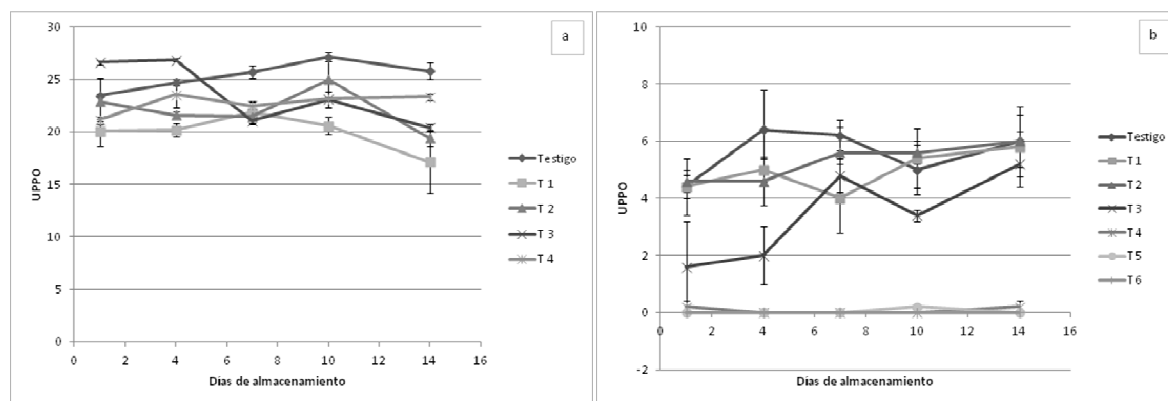 a
30
25
20
15
10
5
0
UPPO
0 2 4 6 8 10 12 14 16
Días de almacenamiento
Testigo
T 1
T 2
T 3
T 4
b
10
8
6
4
2
0
-2
UPPO
0 2 4 6 8 10 12 14 16
Días de almacenamiento
Testigo
T 1
T 2
T 3
T 4
T 5
T 6